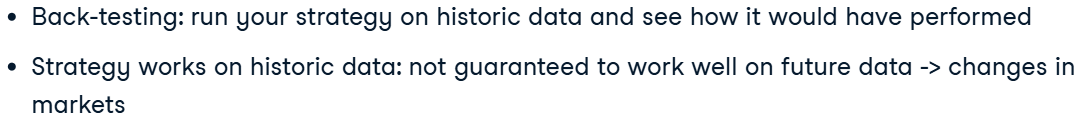 • Back-testing: run your strategy on historic data and see how it would have performed
• Strategy works on historic data: not guaranteed to work well on future data -> changes in
markets